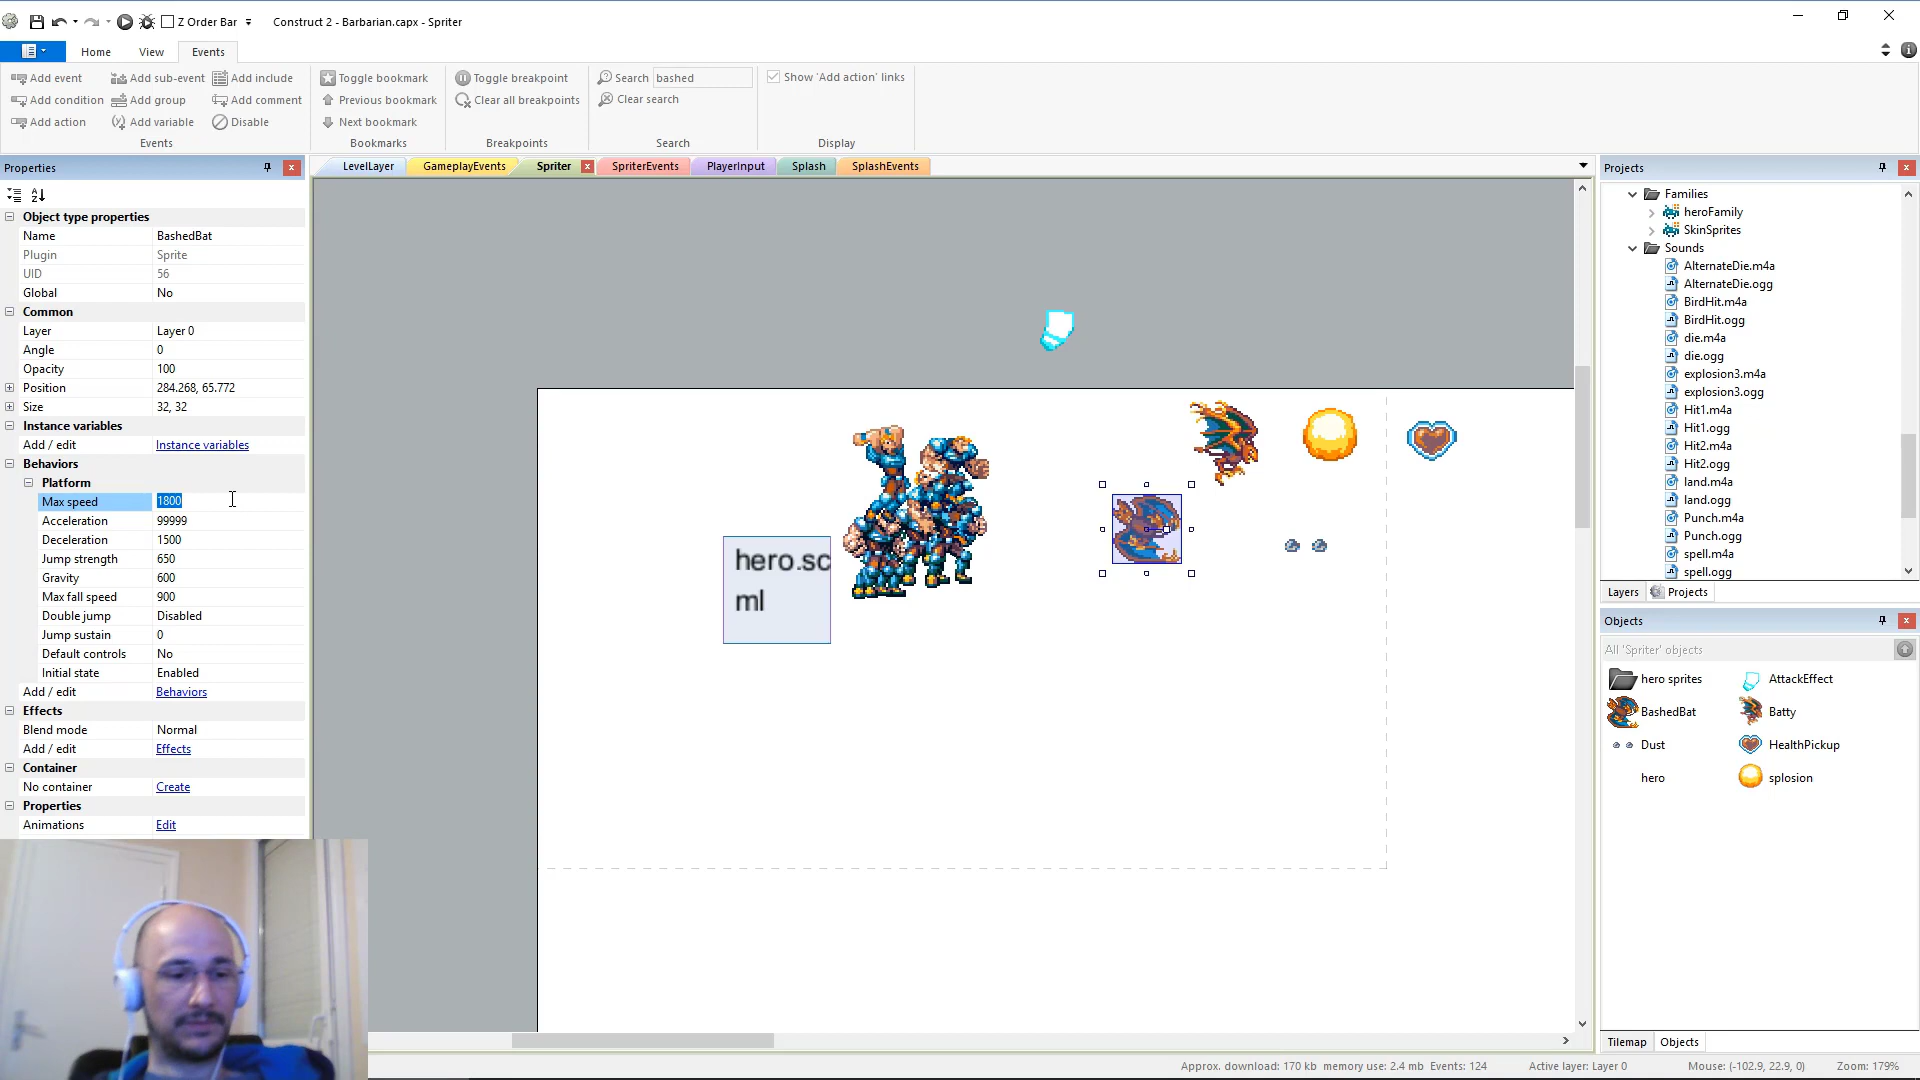 Z Order Bar
Construct 2 - Barbarian.capx - Spriter
Home
View
Events
Add event
Add sub-event
Add include
Add condition
Add group
Add comment
Add action
Add variable
Disable
Events
Toggle bookmark
Previous bookmark
Next bookmark
Bookmarks
Toggle breakpoint
Clear all breakpoints
Breakpoints
Search bashed
Clear search
Search
Show 'Add action' links
Display
Properties
Object type properties
Name BashedBat
Plugin Sprite
UID 56
Global No
Common
Layer Layer 0
Angle 0
Opacity 100
Position 284.268, 65.772
Size 32, 32
Instance variables
Add / edit Instance variables
Behaviors
Platform
Max speed 1800
Acceleration 99999
Deceleration 1500
Jump strength 650
Gravity 600
Max fall speed 900
Double jump Disabled
Jump sustain 0
Default controls No
Initial state Enabled
Add / edit Behaviors
Effects
Blend mode Normal
Add / edit Effects
Container
No container Create
Properties
Animations Edit
LevelLayer
GameplayEvents
Spriter
SpriterEvents
PlayerInput
Splash
SplashEvents
hero.sc
ml
Projects
Families
heroFamily
SkinSprites
Sounds
AlternateDie.m4a
AlternateDie.ogg
BirdHit.m4a
BirdHit.ogg
die.m4a
die.ogg
explosion3.m4a
explosion3.ogg
Hit1.m4a
Hit1.ogg
Hit2.m4a
Hit2.ogg
land.m4a
land.ogg
Punch.m4a
Punch.ogg
spell.m4a
spell.ogg
Layers
Projects
Objects
All 'Spriter' objects
hero sprites
AttackEffect
BashedBat
Batty
Dust
HealthPickup
hero
splosion
Tilemap
Objects
Approx. download: 170 kb memory use: 2.4 mb Events: 124
Active layer: Layer 0
Mouse: (-102.9, 22.9, 0)
Zoom: 179%